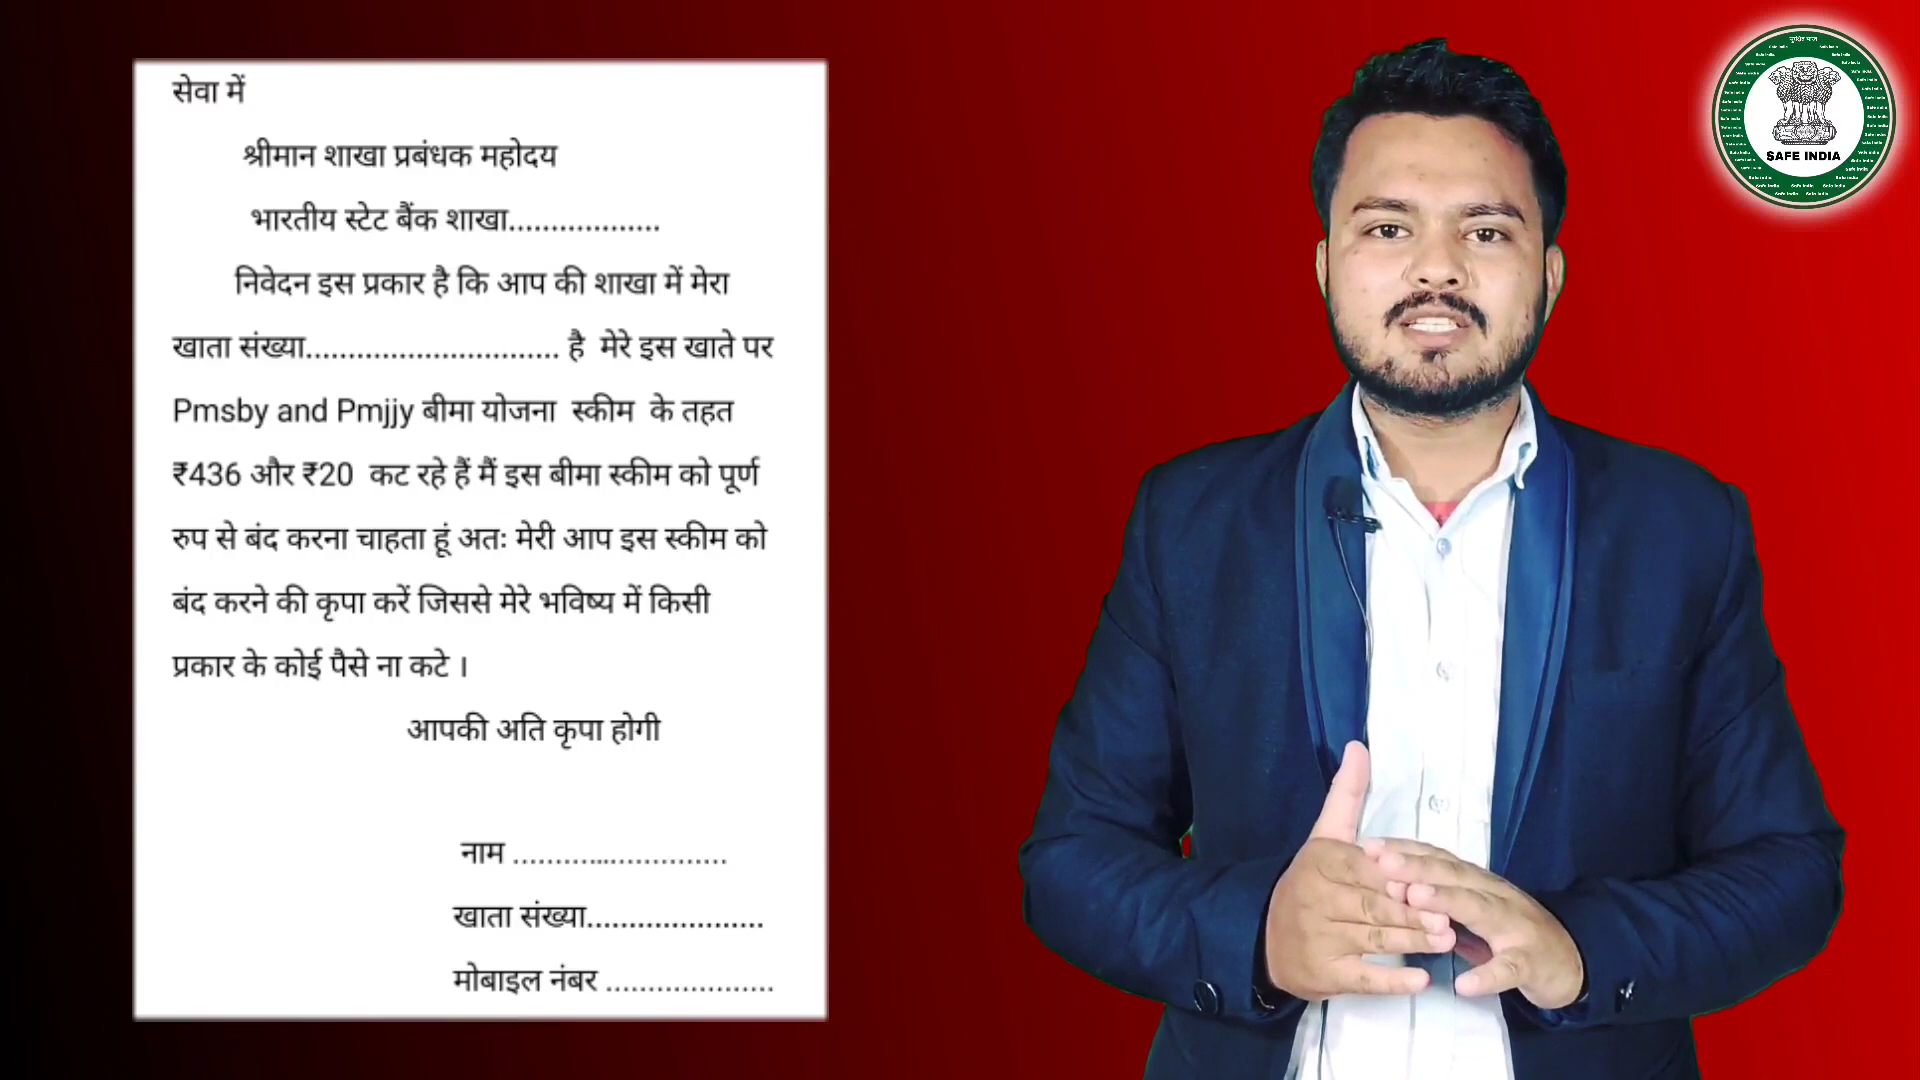 सेवा में
श्रीमान शाखा प्रबंधक महोदय
भारतीय स्टेट बैंक शाखा..................
निवेदन इस प्रकार है कि आप की शाखा में मेरा
खाता संख्या.............................. है मेरे इस खाते पर
Pmsby and Pmjjy बीमा योजना स्कीम के तहत
₹436 और ₹20 कट रहे हैं मैं इस बीमा स्कीम को पूर्ण
रुप से बंद करना चाहता हूं अतः मेरी आप इस स्कीम को
बंद करने की कृपा करें जिससे मेरे भविष्य में किसी
प्रकार के कोई पैसे ना कटे ।
आपकी अति कृपा होगी
नाम ..........................
खाता संख्या.....................
मोबाइल नंबर ....................
SAFE INDIA